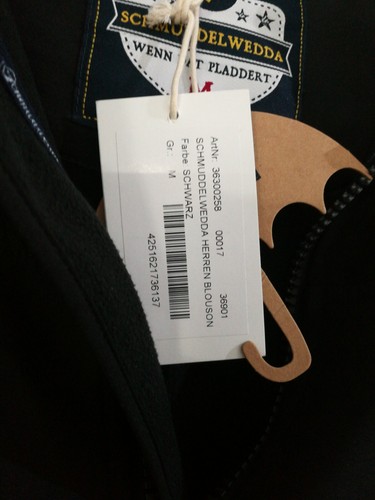 SCHMUDDELWEDDA
WENN PLADDERT
M
ArtNr: 36300258 00017 36901
SCHMUDDELWEDDA HERREN BLOUSON
Farbe SCHWARZ
Gr.: M
4251621736137